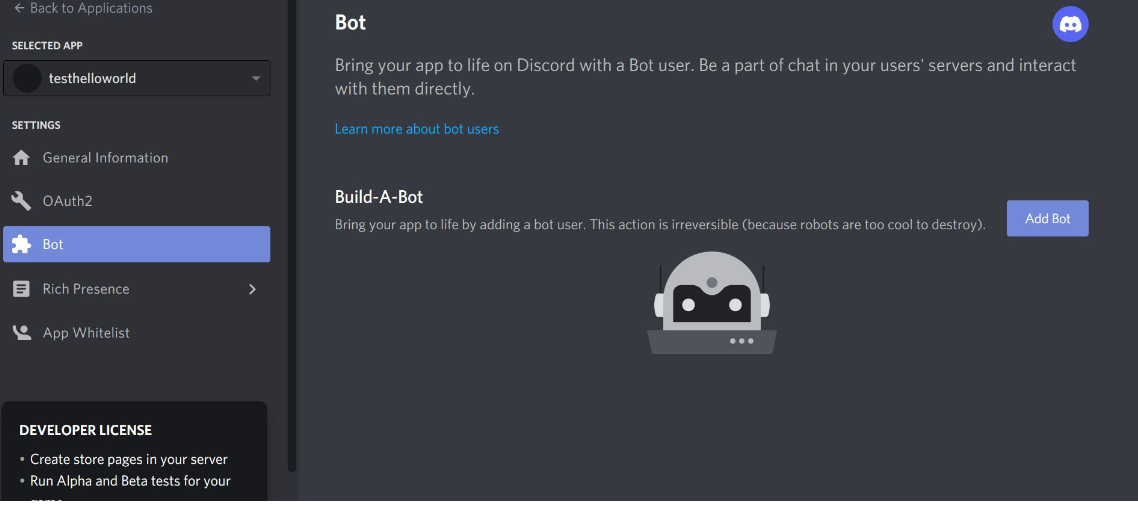 Back to Applications
SELECTED APP
testhelloworld
SETTINGS
General Information
OAuth2
Bot
Rich Presence
App Whitelist
DEVELOPER LICENSE
• Create store pages in your server
• Run Alpha and Beta tests for your
Bot
Bring your app to life on Discord with a Bot user. Be a part of chat in your users' servers and interact
with them directly.
Learn more about bot users
Build-A-Bot
Bring your app to life by adding a bot user. This action is irreversible (because robots are too cool to destroy).
Add Bot